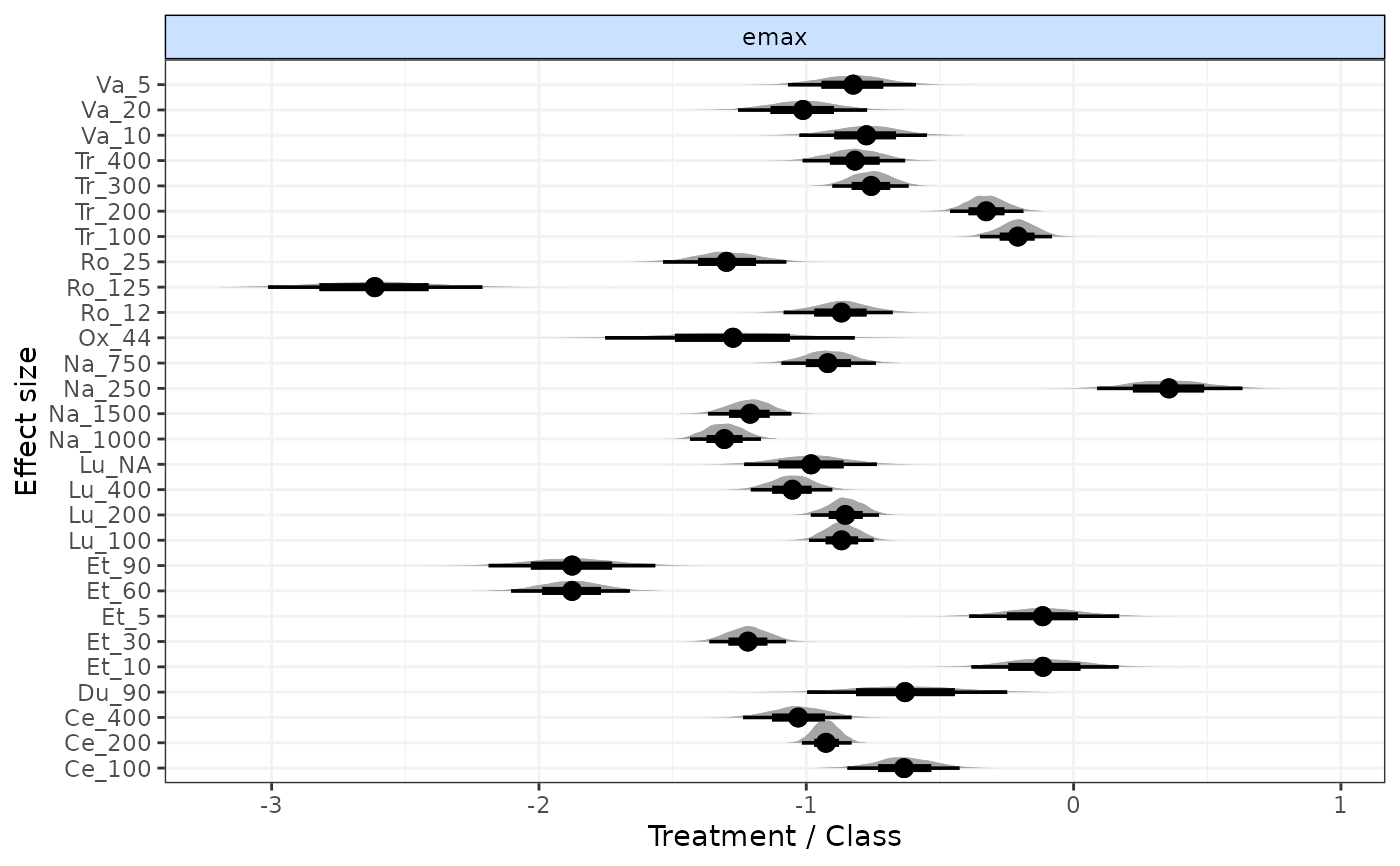 emax
Va_5
Va_20
Va_10
Tr_400
Tr_300
Tr_200
Tr_100
Ro_25
Ro_125
Ro_12
Ox_44
Na_750
Na_250
Na_1500
Na_1000
Lu_NA
Lu_400
Lu_200
Lu_100
Et_90
Et_60
Et_5
Et_30
Et_10
Du_90
Ce_400
Ce_200
Ce_100
Effect size
-3 -2 -1 0 1
Treatment / Class